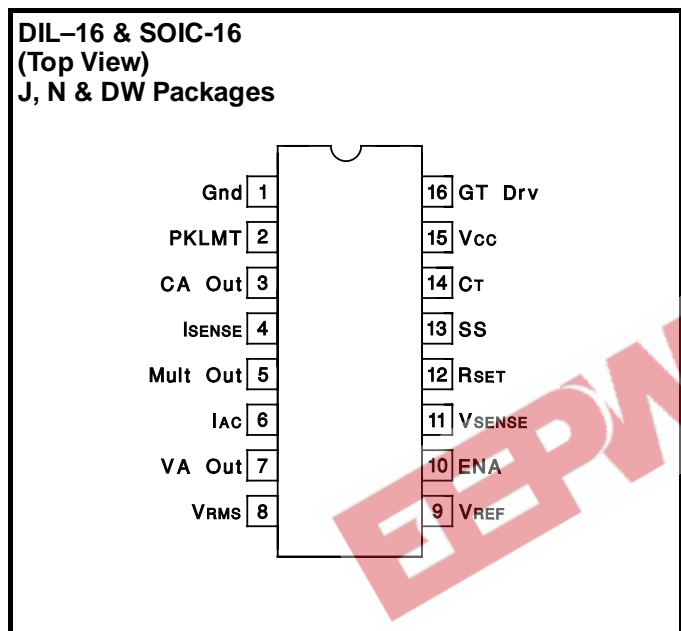 DIL–16 & SOIC-16
(Top View)
J, N & DW Packages
Gnd 1 16 GT Drv
PKLMT 2 15 VCC
CA Out 3 14 CT
ISENSE 4 13 SS
Mult Out 5 12 RSET
IAC 6 11 VSENSE
VA Out 7 10 ENA
VRMS 8 9 VREF
EEPW